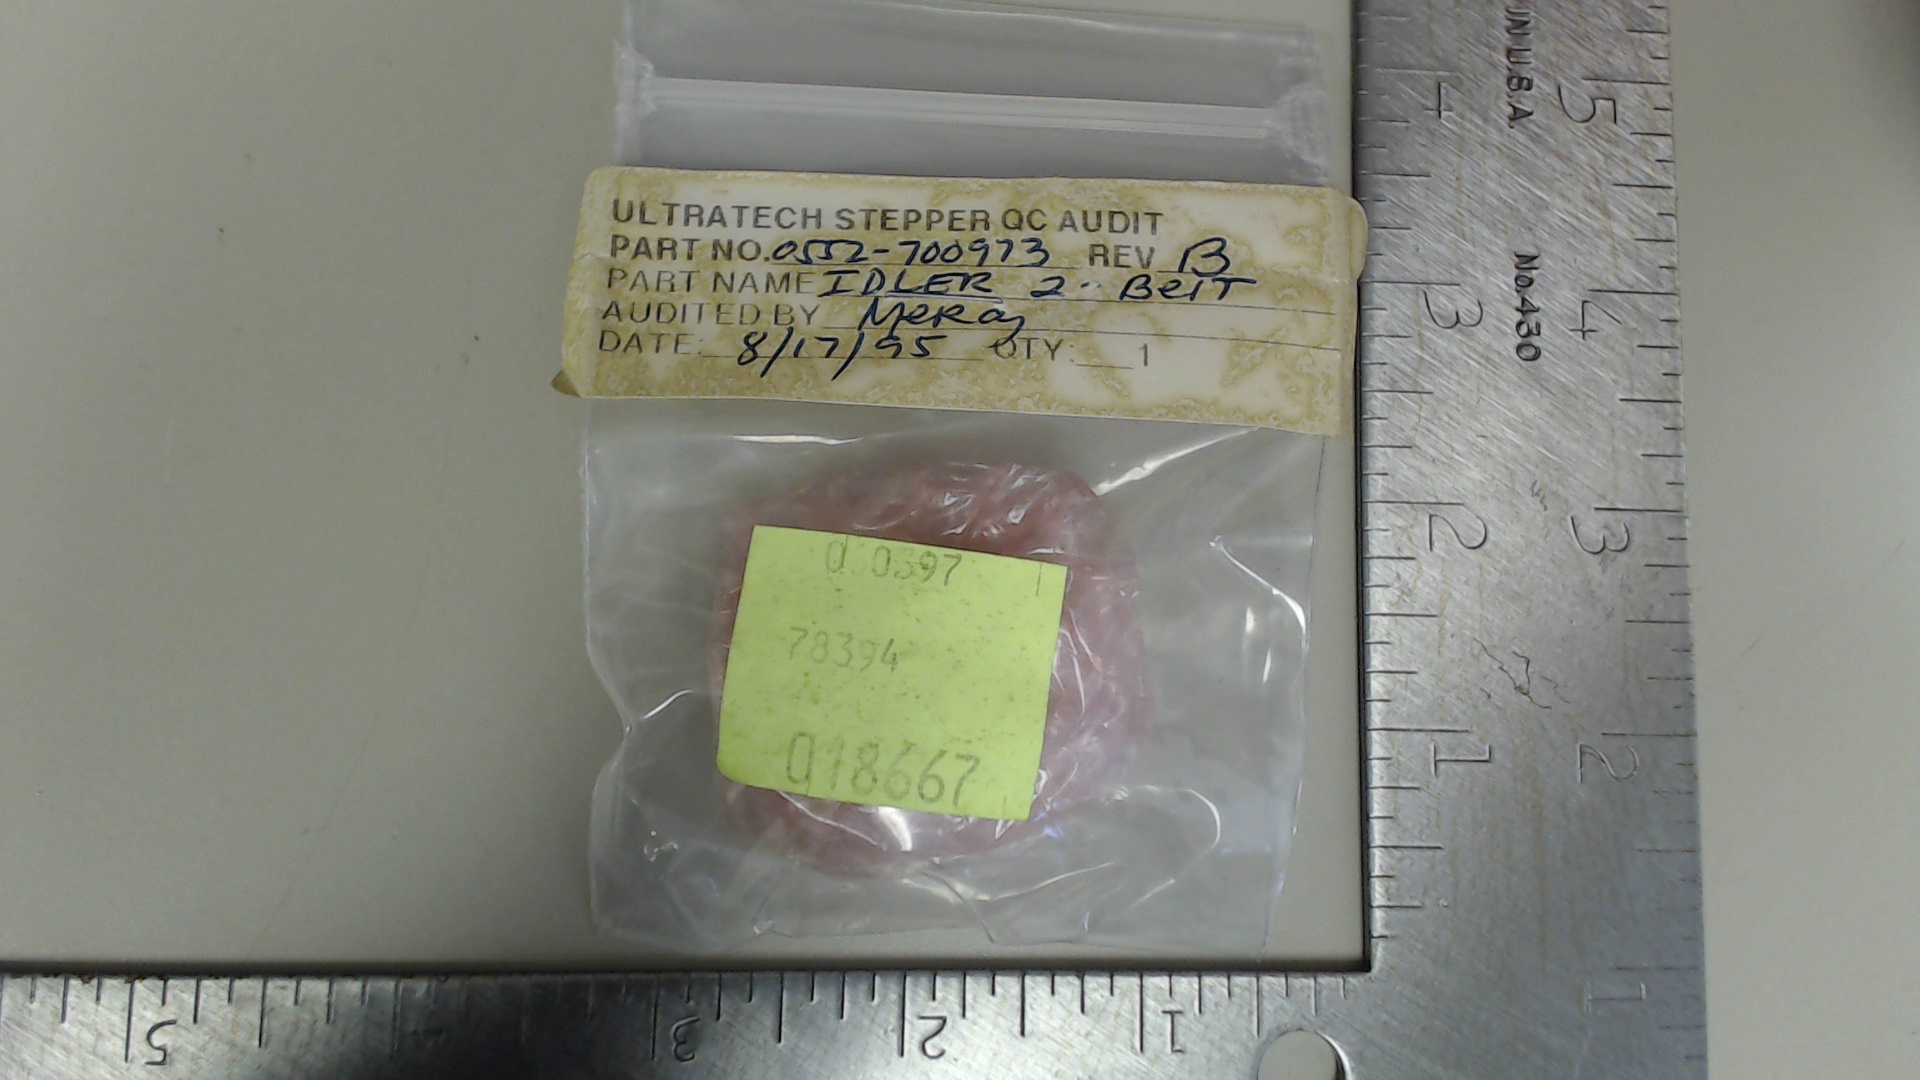 ULTRATECH STEPPER QC AUDIT
PART NO. 0552-700973 REV B
PART NAME IDLER 2" BELT
AUDITED BY
DATE: 8/17/95 QTY: 1
0 0397
78394
018667
IN U.S.A.
No.430
4
3
2
1
5
4
3
2
1
5
3
2
1